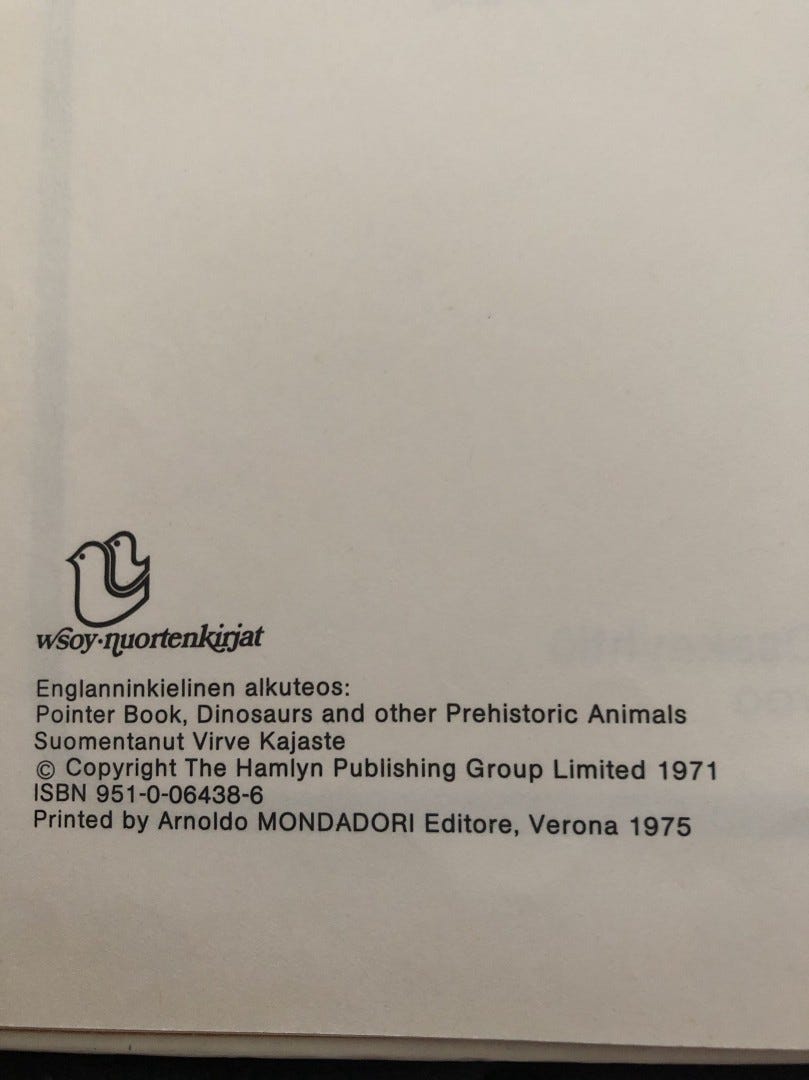 wsoy·nuortenkirjat
Englanninkielinen alkuteos:
Pointer Book, Dinosaurs and other Prehistoric Animals
Suomentanut Virve Kajaste
© Copyright The Hamlyn Publishing Group Limited 1971
ISBN 951-0-06438-6
Printed by Arnoldo MONDADORI Editore, Verona 1975